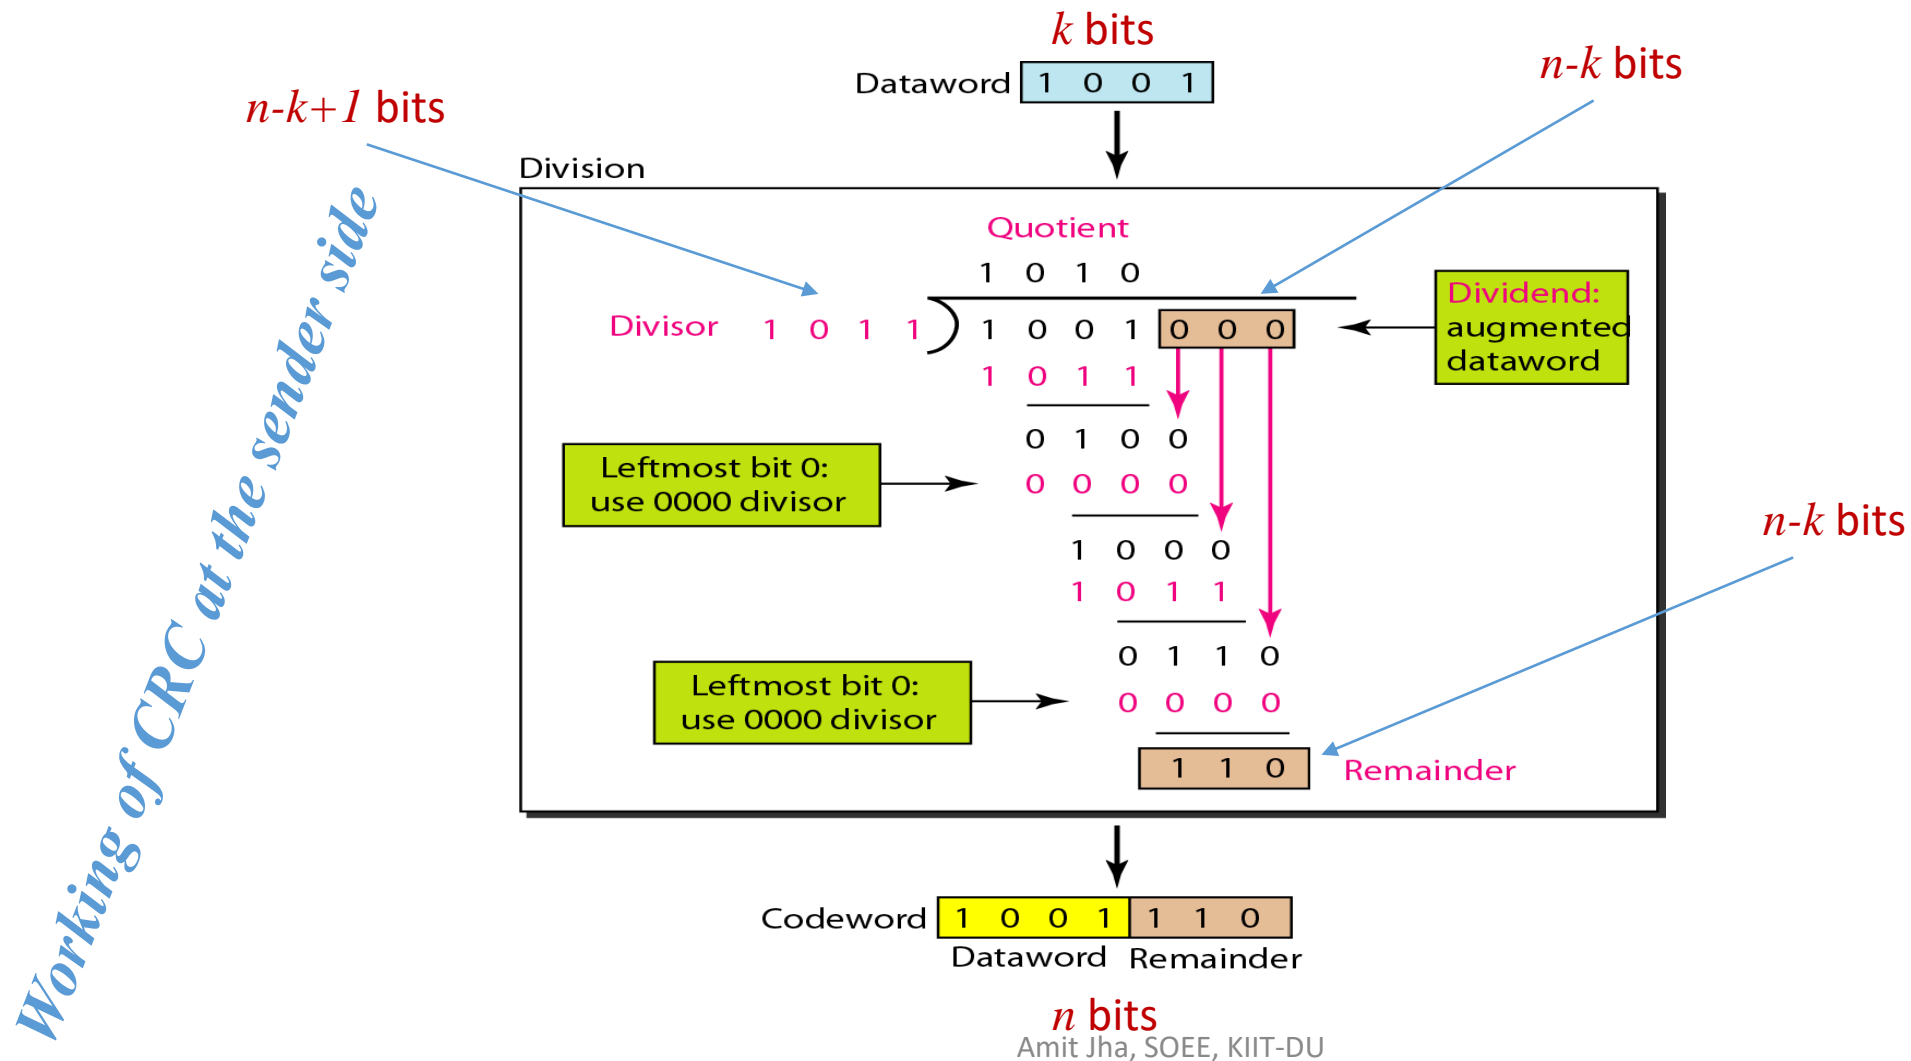 k bits
Dataword 1 0 0 1
n-k bits
n-k+1 bits
Division
Working of CRC at the sender side
Quotient
1 0 1 0
Divisor 1 0 1 1
1 0 0 1 0 0 0
Dividend:
augmented
dataword
1 0 1 1
0 1 0 0
Leftmost bit 0:
use 0000 divisor
0 0 0 0
1 0 0 0
1 0 1 1
n-k bits
0 1 1 0
Leftmost bit 0:
use 0000 divisor
0 0 0 0
1 1 0 Remainder
Codeword 1 0 0 1 1 1 0
Dataword Remainder
n bits
Amit Jha, SOEE, KIIT-DU